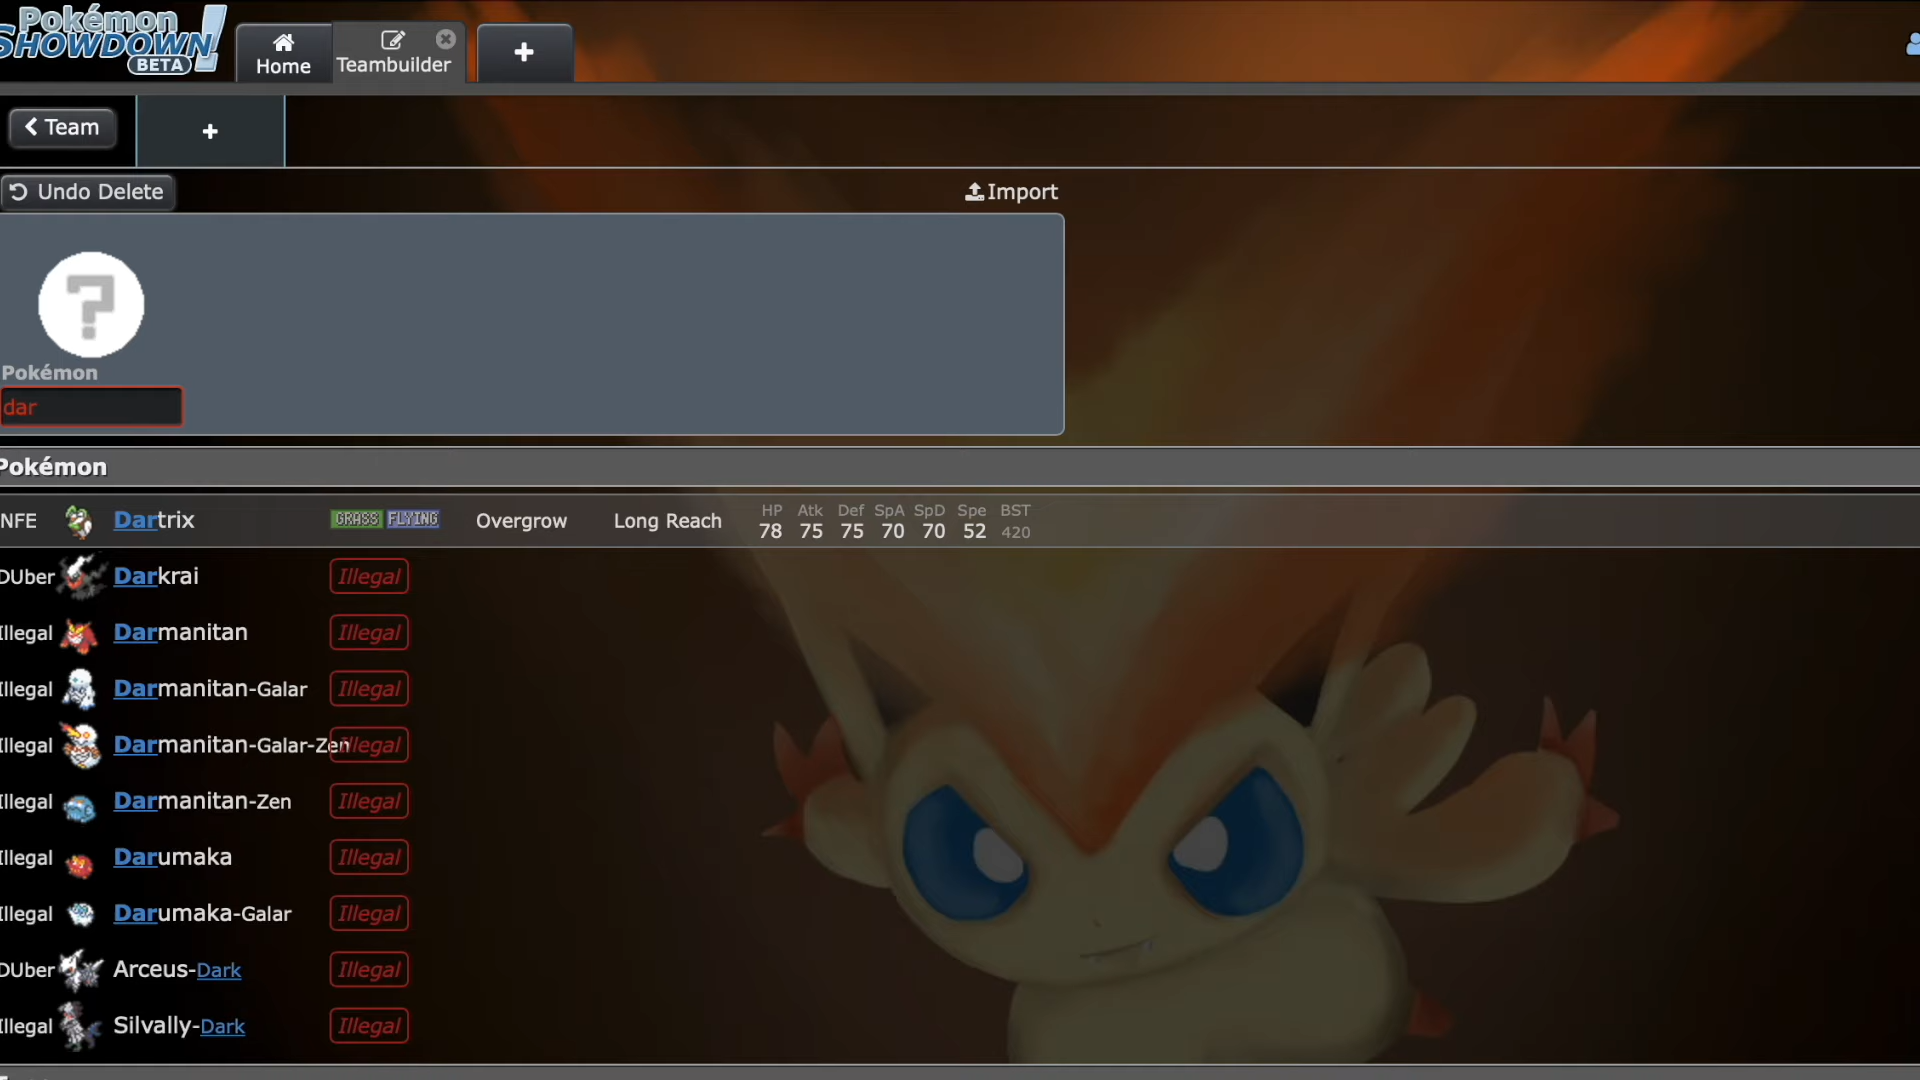 Pokémon
SHOWDOWN!
BETA
Home
Teambuilder
+
Team
+
Undo Delete
Import
?
Pokémon
dar
Pokémon
NFE Dartrix GRASS FLYING Overgrow Long Reach HP 78 Atk 75 Def 75 SpA 70 SpD 70 Spe 52 BST 420
DUber Darkrai Illegal
Illegal Darmanitan Illegal
Illegal Darmanitan-Galar Illegal
Illegal Darmanitan-Galar-Zen Illegal
Illegal Darmanitan-Zen Illegal
Illegal Darumaka Illegal
Illegal Darumaka-Galar Illegal
DUber Arceus-Dark Illegal
Illegal Silvally-Dark Illegal